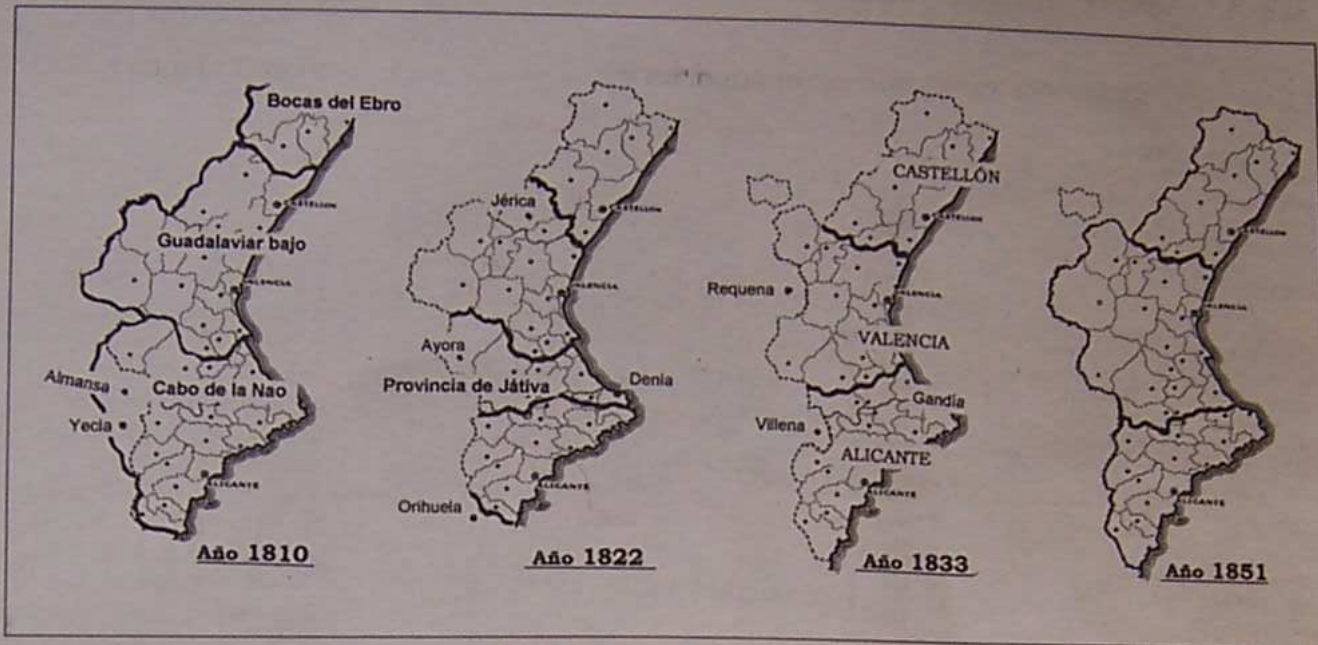 Bocas del Ebro
CASTELLON
Guadalaviar bajo
VALENCIA
Almansa
Cabo de la Nao
Yecla
ALICANTE
Año 1810
Jérica
CASTELLON
VALENCIA
Ayora
Provincia de Játiva
Denia
ALICANTE
Orihuela
Año 1822
CASTELLÓN
CASTELLON
Requena
VALENCIA
VALENCIA
Gandía
Villena
ALICANTE
ALICANTE
Año 1833
CASTELLON
VALENCIA
ALICANTE
Año 1851